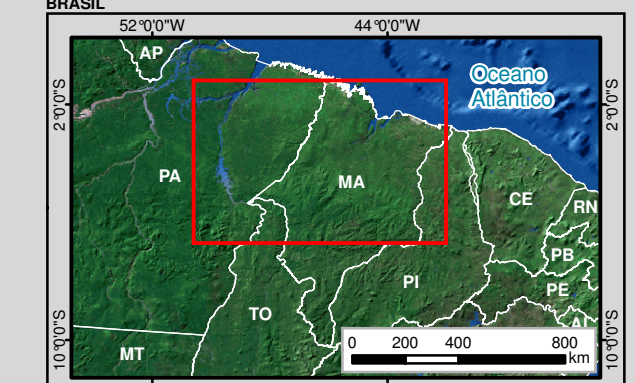 BRASIL
52°0'0"W 44°0'0"W
AP
Oceano
Atlântico
2°0'0"S 2°0'0"S
PA MA CE
RN
PB
PI PE
TO AL
MT
10°0'0"S 10°0'0"S
0 200 400 800
km